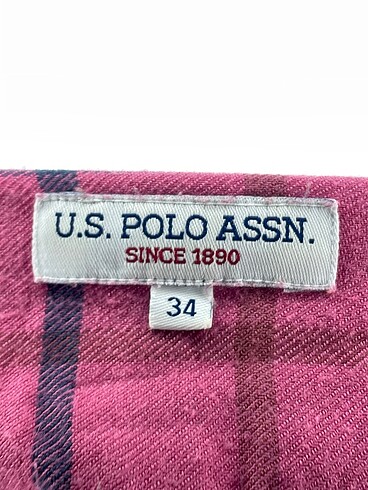 U.S. POLO ASSN.
SINCE 1890
34